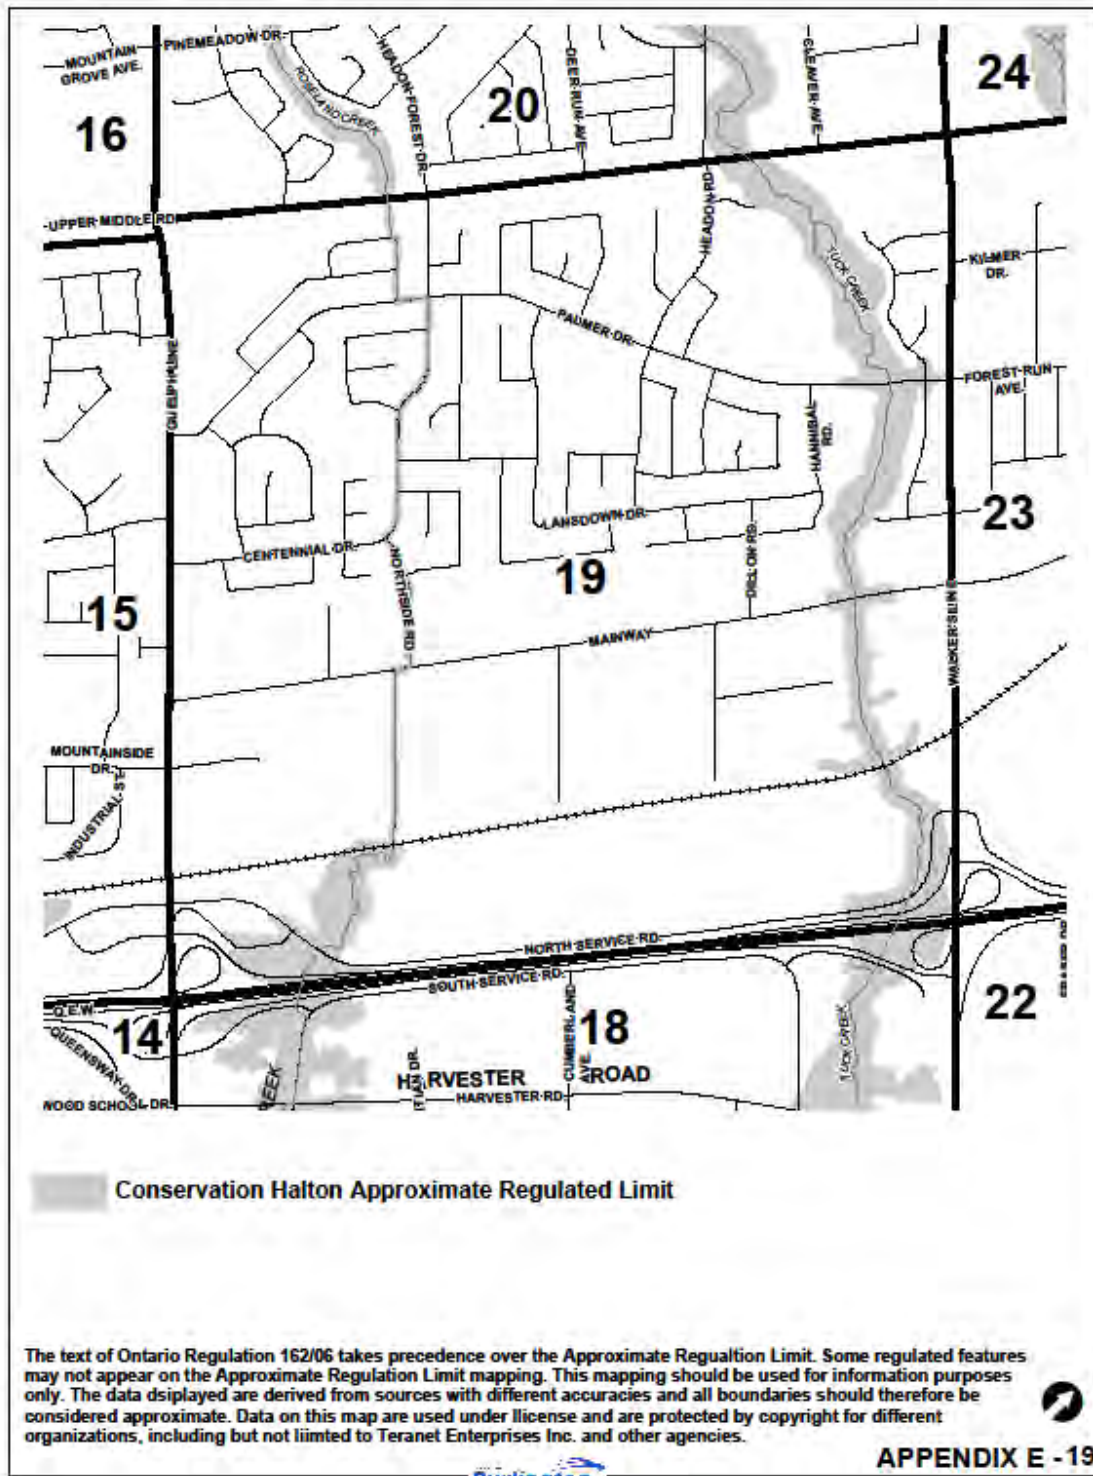 MOUNTAIN
GROVE AVE.
PINEMEADOW DR.
ROSELAND CREEK
HEADON FOREST DR.
DEER RUN AVE.
CLEAVER AVE.
16
20
24
UPPER MIDDLE RD
HEADON RD
TUCK CREEK
KILMER
DR.
GUELPH LINE
PALMER DR.
FOREST RUN
AVE.
HANNIBAL
RD.
23
LANSDOWN DR.
CENTENNIAL DR.
NORTHSIDE RD.
19
DILLON RD.
15
MAINWAY
WALKER'S LINE
MOUNTAINSIDE
DR.
INDUSTRIAL ST.
NORTH SERVICE RD.
SOUTH SERVICE RD.
Q.E.W.
QUEENSWAY DR.
14
CUMBERLAND
AVE.
18
22
TUCK CREEK
REEK
HARVESTER ROAD
HARVESTER RD.
WOOD SCHOOL DR.
Conservation Halton Approximate Regulated Limit
The text of Ontario Regulation 162/06 takes precedence over the Approximate Regualtion Limit. Some regulated features
may not appear on the Approximate Regulation Limit mapping. This mapping should be used for information purposes
only. The data dsiplayed are derived from sources with different accuracies and all boundaries should therefore be
considered approximate. Data on this map are used under llicense and are protected by copyright for different
organizations, including but not liimted to Teranet Enterprises Inc. and other agencies.
APPENDIX E - 19